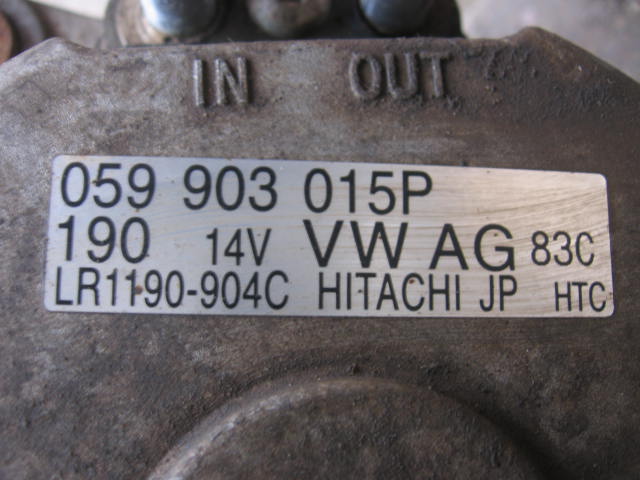 IN OUT
059 903 015P
190 14V VW AG 83C
LR1190-904C HITACHI JP HTC